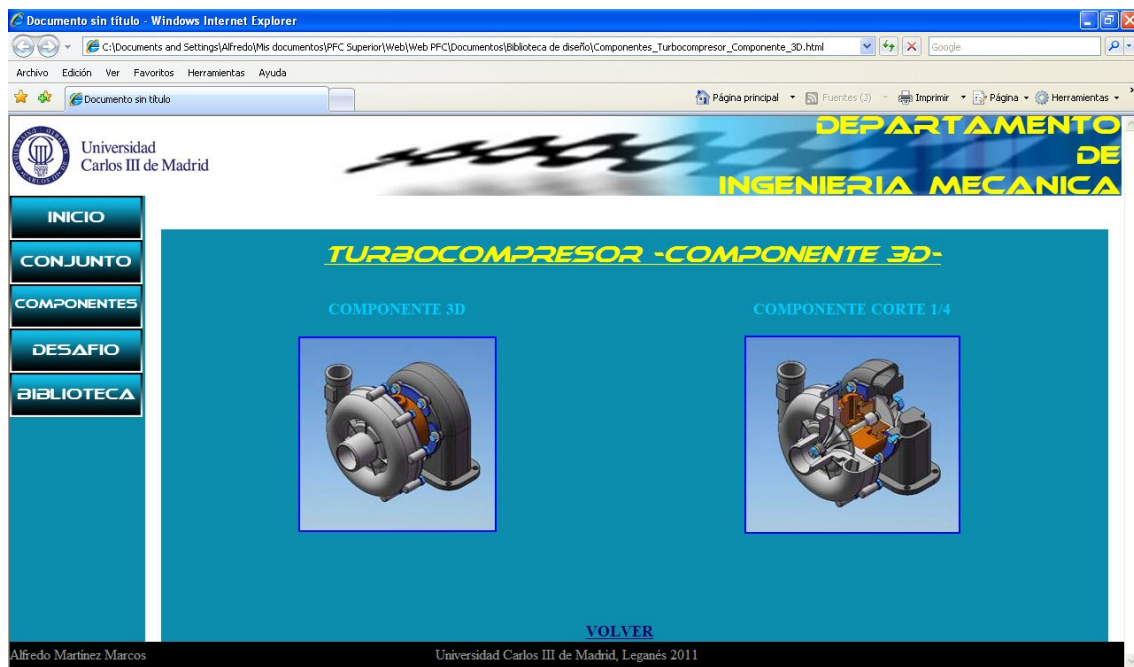 Documento sin título - Windows Internet Explorer
C:\Documents and Settings\Alfredo\Mis documentos\PFC Superior\Web\Web PFC\Documentos\Biblioteca de diseño\Componentes_Turbocompresor_Componente_3D.html
Google
Archivo Edición Ver Favoritos Herramientas Ayuda
Documento sin título
Página principal Fuentes (3) Imprimir Página Herramientas
Universidad
Carlos III de Madrid
DEPARTAMENTO
DE
INGENIERIA MECANICA
INICIO
CONJUNTO
COMPONENTES
DESAFIO
BIBLIOTECA
TURBOCOMPRESOR -COMPONENTE 3D-
COMPONENTE 3D
COMPONENTE CORTE 1/4
VOLVER
Alfredo Martinez Marcos
Universidad Carlos III de Madrid, Leganés 2011